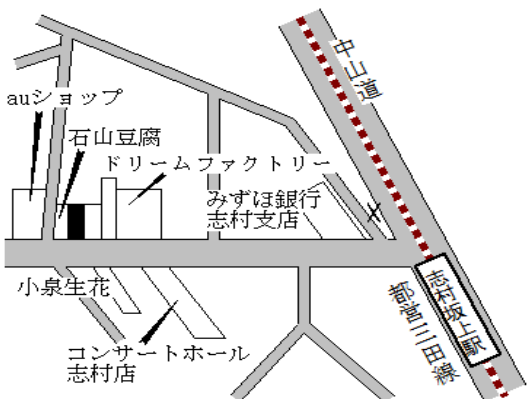 中山道
auショップ
石山豆腐
ドリームファクトリー
みずほ銀行
志村支店
小泉生花
コンサートホール
志村店
都営三田線
志村坂上駅